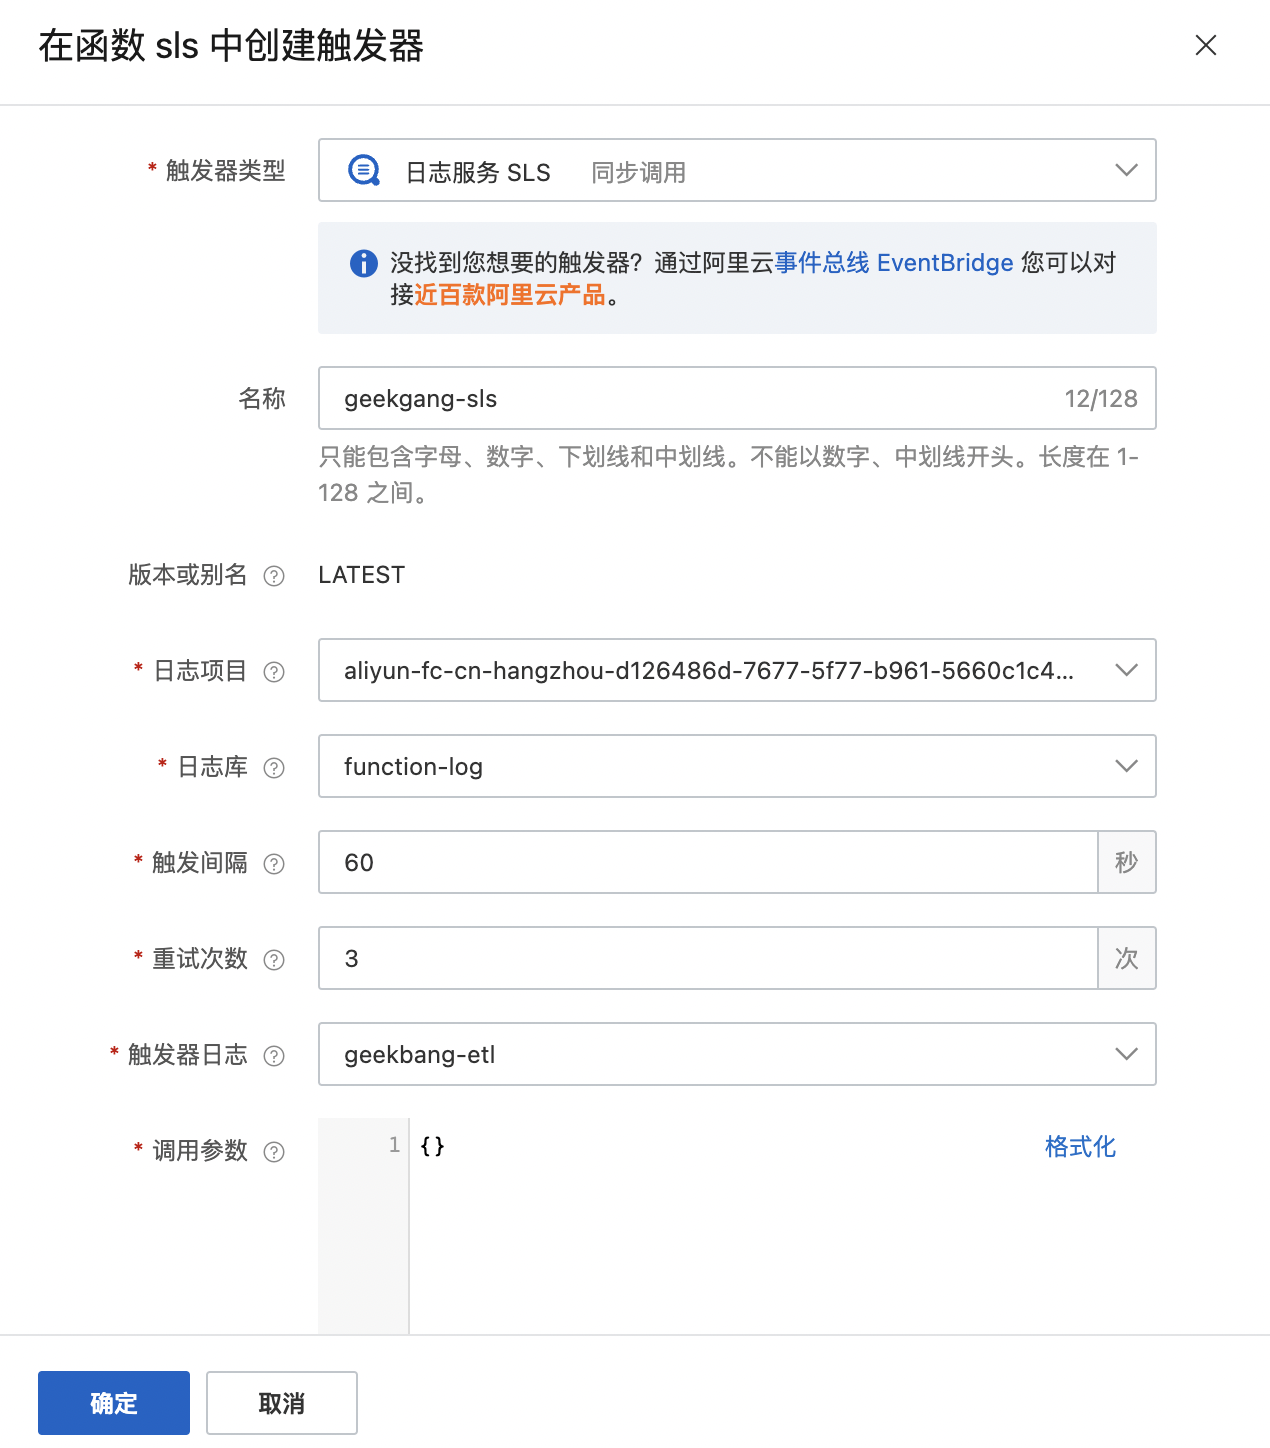 在函数 sls 中创建触发器
* 触发器类型
日志服务 SLS 同步调用
没找到您想要的触发器？通过阿里云事件总线 EventBridge 您可以对
接近百款阿里云产品。
名称
geekgang-sls
12/128
只能包含字母、数字、下划线和中划线。不能以数字、中划线开头。长度在 1-
128 之间。
版本或别名
LATEST
* 日志项目
aliyun-fc-cn-hangzhou-d126486d-7677-5f77-b961-5660c1c4...
* 日志库
function-log
* 触发间隔
60
秒
* 重试次数
3
次
* 触发器日志
geekbang-etl
* 调用参数
1
{}
格式化
确定
取消